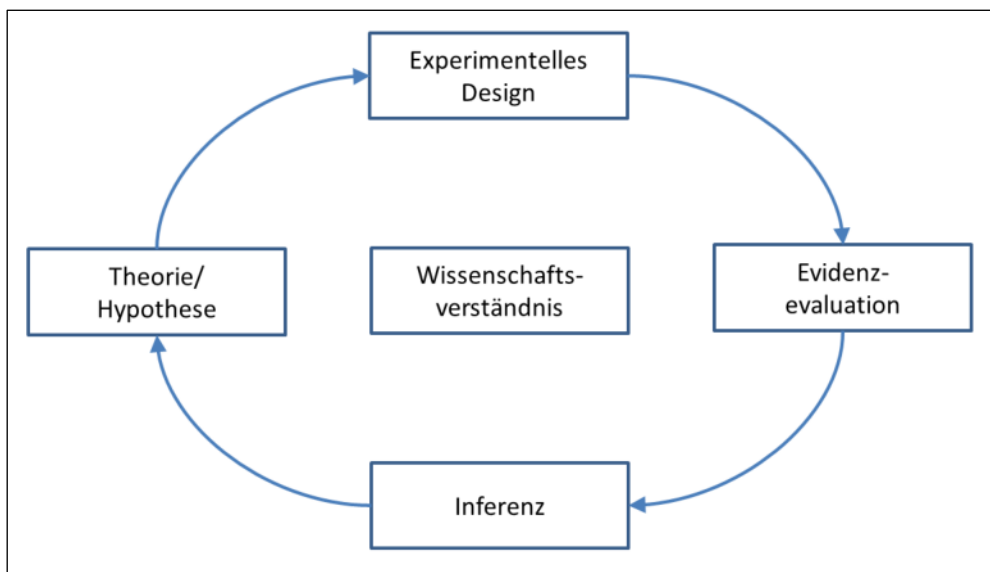 Experimentelles
Design
Theorie/
Hypothese
Wissenschafts-
verständnis
Evidenz-
evaluation
Inferenz